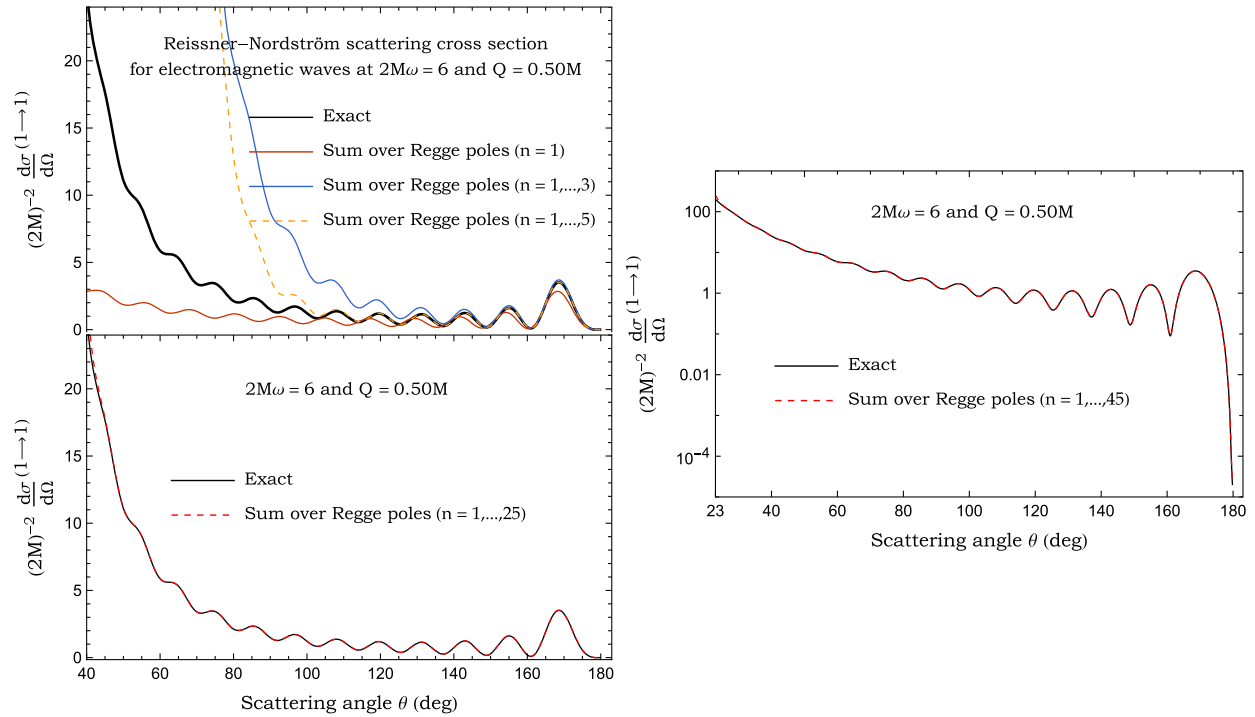 Reissner−Nordström scattering cross section
for electromagnetic waves at 2Mω = 6 and Q = 0.50M
Exact
Sum over Regge poles (n = 1)
Sum over Regge poles (n = 1,...,3)
Sum over Regge poles (n = 1,...,5)
(2M)⁻² dσ/dΩ (1⟶1)
0
5
10
15
20
2Mω = 6 and Q = 0.50M
Exact
Sum over Regge poles (n = 1,...,25)
(2M)⁻² dσ/dΩ (1⟶1)
0
5
10
15
20
40 60 80 100 120 140 160 180
Scattering angle θ (deg)
2Mω = 6 and Q = 0.50M
Exact
Sum over Regge poles (n = 1,...,45)
(2M)⁻² dσ/dΩ (1⟶1)
100
1
0.01
10⁻⁴
23 40 60 80 100 120 140 160 180
Scattering angle θ (deg)